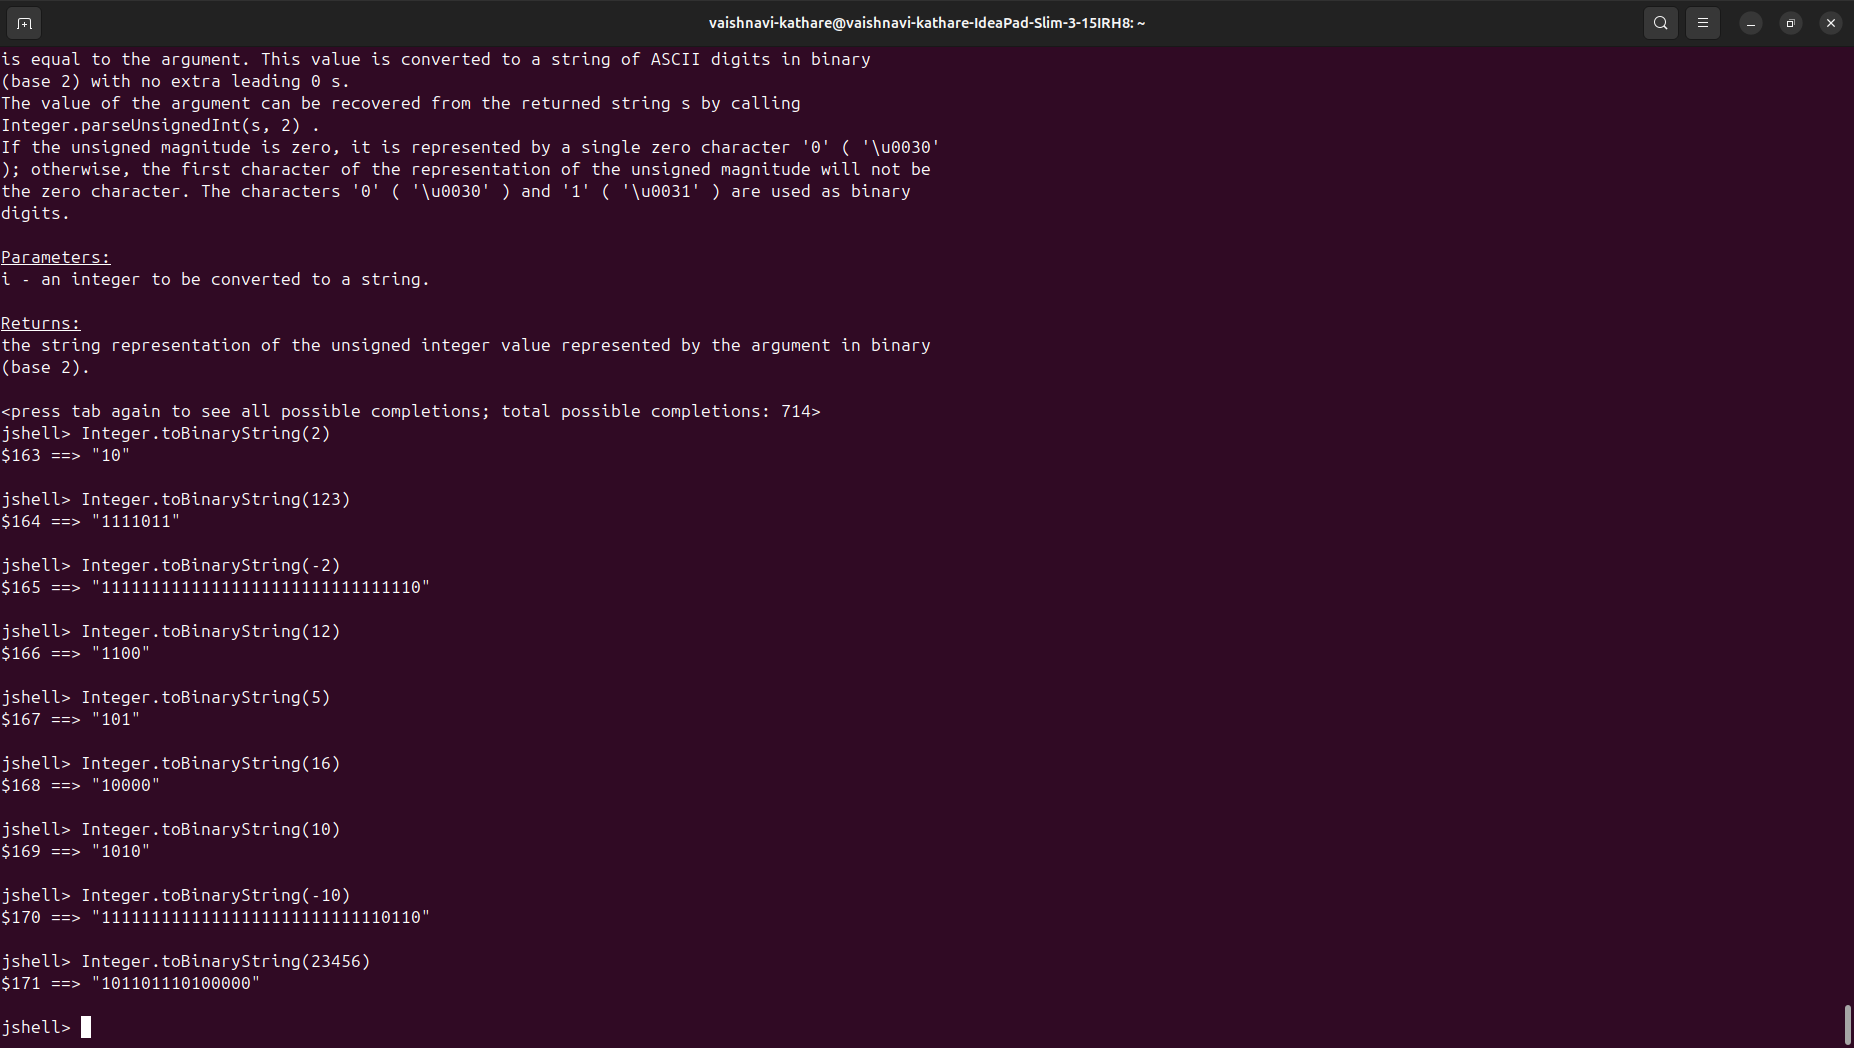 vaishnavi-kathare@vaishnavi-kathare-IdeaPad-Slim-3-15IRH8: ~
is equal to the argument. This value is converted to a string of ASCII digits in binary
(base 2) with no extra leading 0 s.
The value of the argument can be recovered from the returned string s by calling
Integer.parseUnsignedInt(s, 2) .
If the unsigned magnitude is zero, it is represented by a single zero character '0' ( '\u0030'
); otherwise, the first character of the representation of the unsigned magnitude will not be
the zero character. The characters '0' ( '\u0030' ) and '1' ( '\u0031' ) are used as binary
digits.
Parameters:
i - an integer to be converted to a string.
Returns:
the string representation of the unsigned integer value represented by the argument in binary
(base 2).
<press tab again to see all possible completions; total possible completions: 714>
jshell> Integer.toBinaryString(2)
$163 ==> "10"
jshell> Integer.toBinaryString(123)
$164 ==> "1111011"
jshell> Integer.toBinaryString(-2)
$165 ==> "11111111111111111111111111111110"
jshell> Integer.toBinaryString(12)
$166 ==> "1100"
jshell> Integer.toBinaryString(5)
$167 ==> "101"
jshell> Integer.toBinaryString(16)
$168 ==> "10000"
jshell> Integer.toBinaryString(10)
$169 ==> "1010"
jshell> Integer.toBinaryString(-10)
$170 ==> "11111111111111111111111111110110"
jshell> Integer.toBinaryString(23456)
$171 ==> "101101110100000"
jshell>